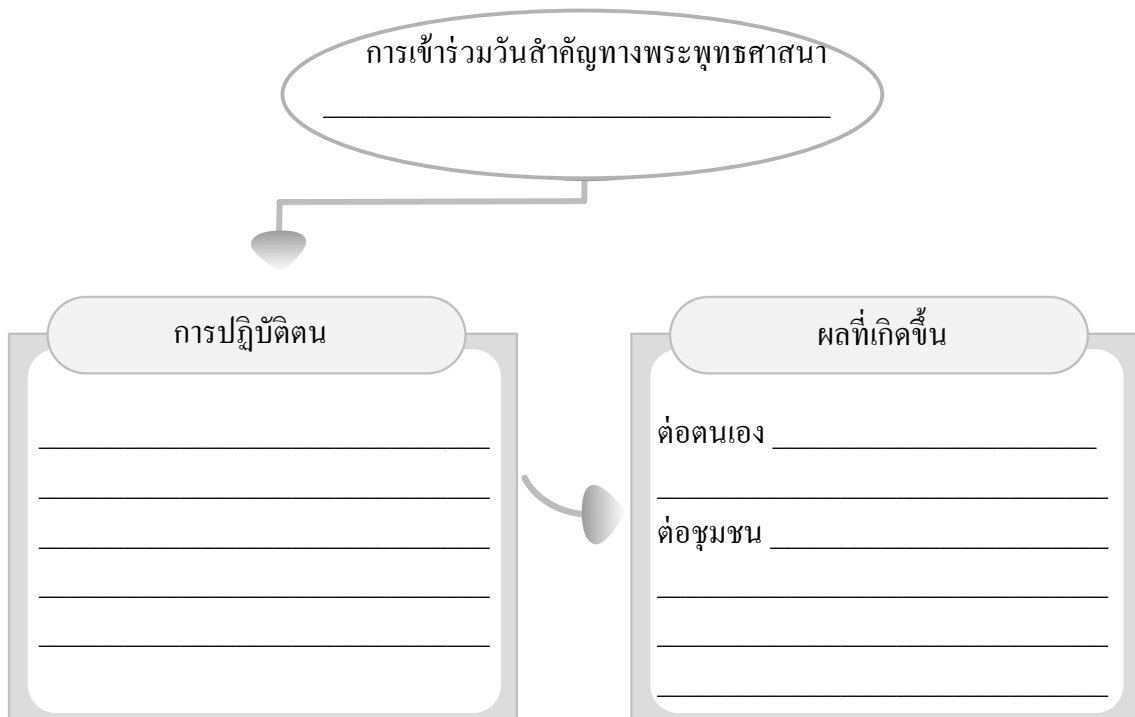 การเข้าร่วมวันสำคัญทางพระพุทธศาสนา
การปฏิบัติตน
ผลที่เกิดขึ้น
ต่อตนเอง
ต่อชุมชน